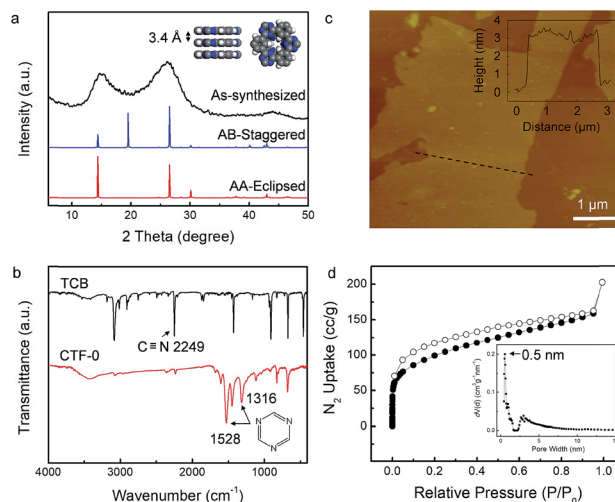 a
3.4 Å
As-synthesized
AB-Staggered
AA-Eclipsed
Intensity (a.u.)
10 20 30 40 50
2 Theta (degree)
c
4
3
2
1
0
Height (nm)
0 1 2 3
Distance (µm)
1 µm
b
TCB
C≡N 2249
CTF-0
1316
1528
N
N
N
Transmittance (a.u.)
4000 3000 2000 1000
Wavenumber (cm⁻¹)
d
250
200
150
100
50
0
N₂ Uptake (cc/g)
0.0 0.2 0.4 0.6 0.8 1.0
Relative Pressure (P/P₀)
0.5 nm
0.2
0.1
0.0
dV(d) (cm³ g⁻¹ nm⁻¹)
5 10
Pore Width (nm)